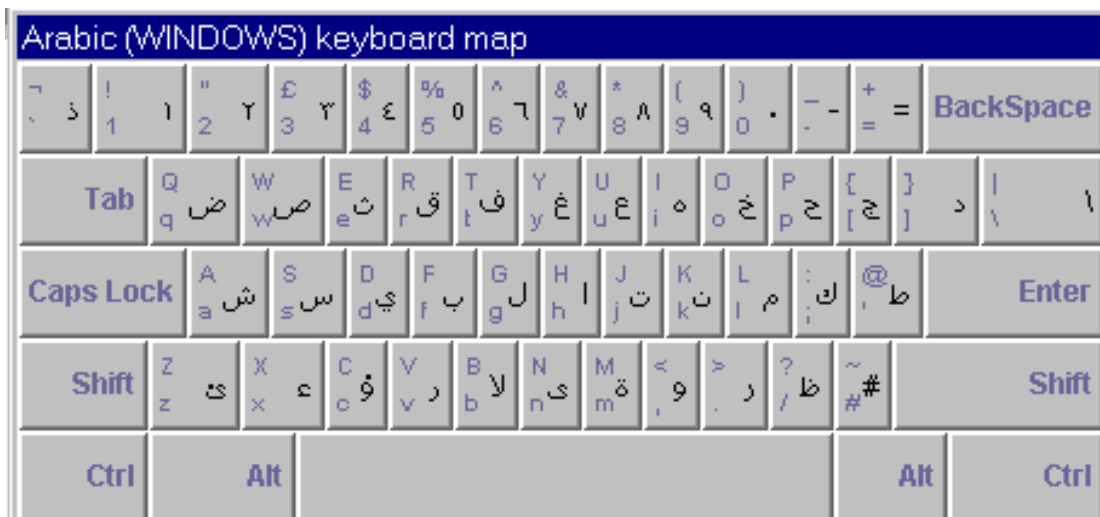 Arabic (WINDOWS) keyboard map
¬ ` ذ ! 1 ١ " 2 ٢ £ 3 ٣ $ 4 ٤ % 5 ٥ ^ 6 ٦ & 7 ٧ * 8 ٨ ( 9 ٩ ) 0 ٠ _ - - + = = BackSpace
Tab Q q ض W w ص E e ث R r ق T t ف Y y غ U u ع I i ه O o خ P p ح { [ ج } ] د | \ \
Caps Lock A a ش S s س D d ي F f ب G g ل H h ا J j ت K k ن L l م : ; ك @ ' ط Enter
Shift Z z ئ X x ء C c ؤ V v ر B b لا N n ى M m ة < , و > . ر ? / ظ ~ # # Shift
Ctrl Alt Alt Ctrl